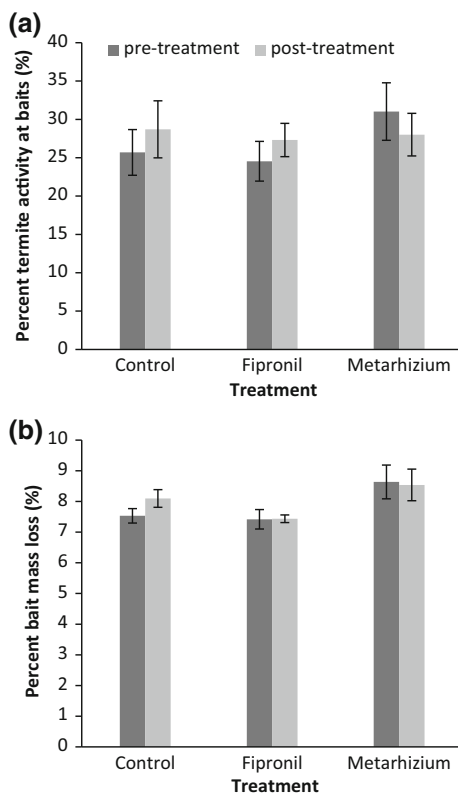 (a)
40
35
30
25
20
15
10
5
0
pre-treatment post-treatment
Percent termite activity at baits (%)
Control Fipronil Metarhizium
Treatment
(b)
10
9
8
7
6
5
4
3
2
1
0
Percent bait mass loss (%)
Control Fipronil Metarhizium
Treatment